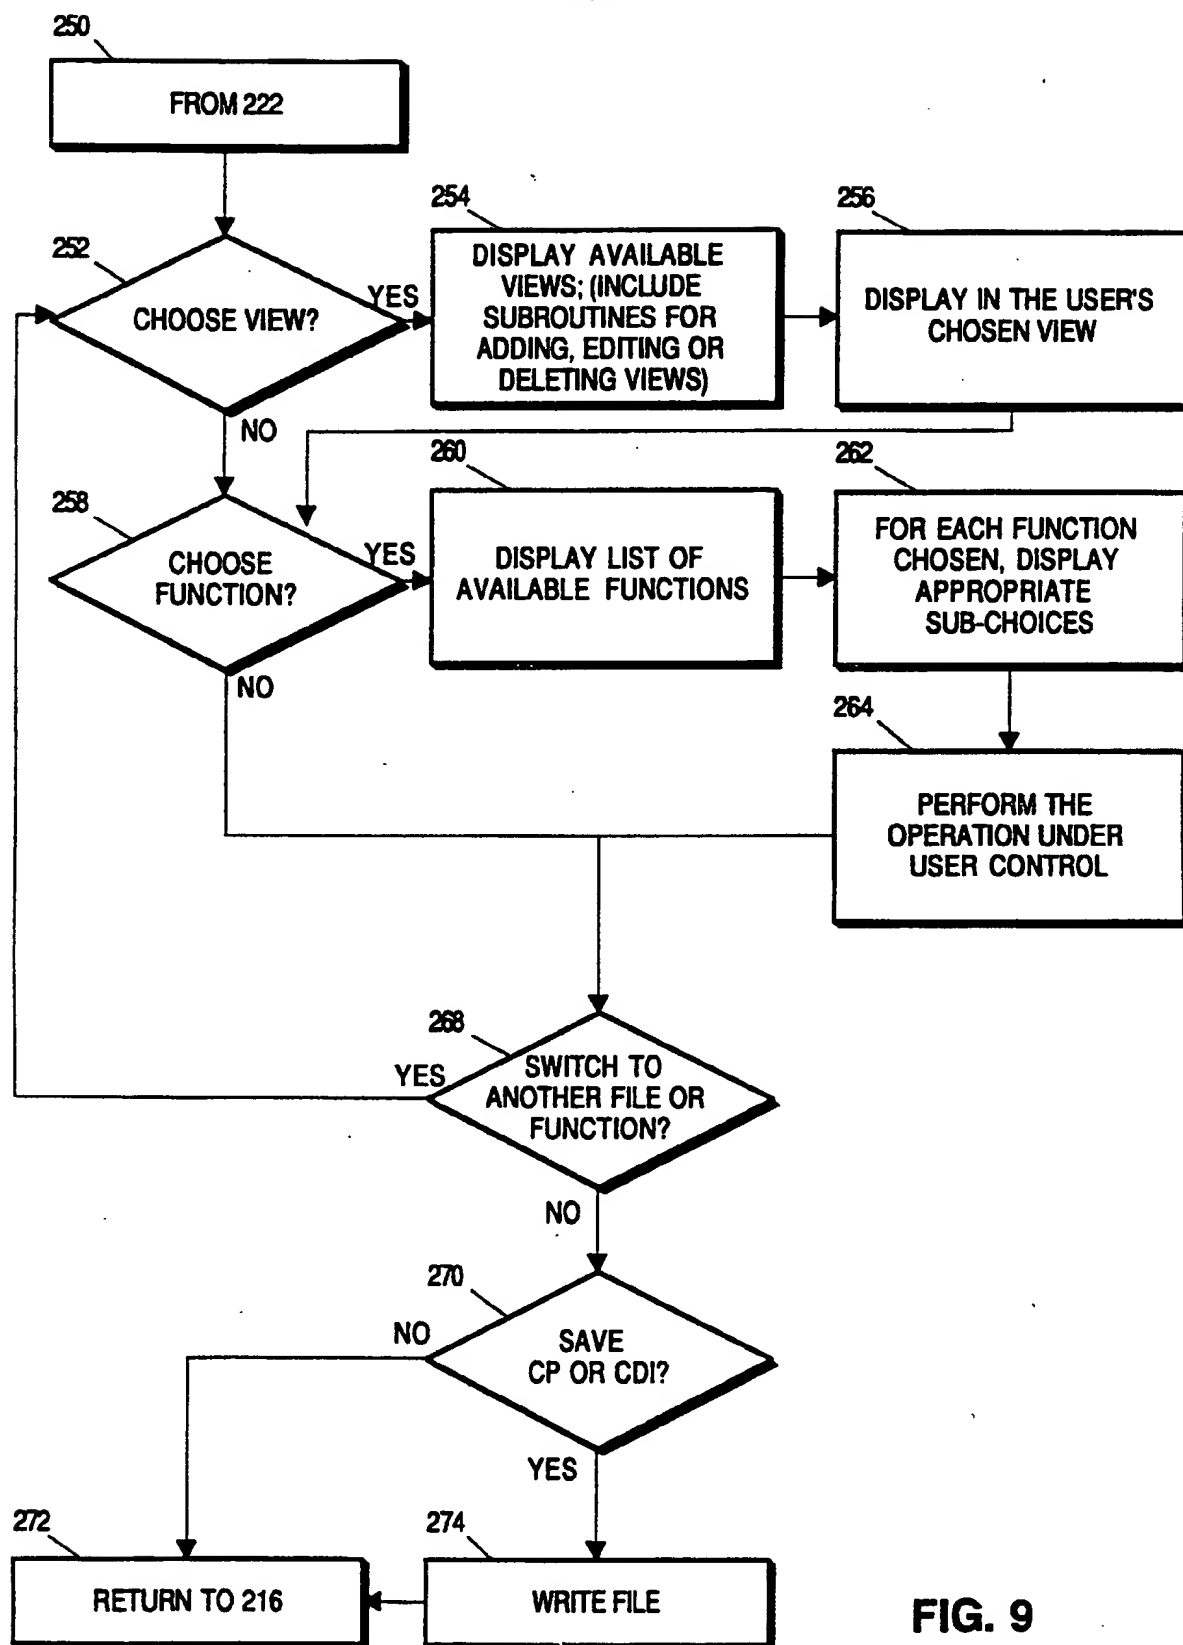 250
FROM 222
252
CHOOSE VIEW?
YES
NO
254
DISPLAY AVAILABLE
VIEWS; (INCLUDE
SUBROUTINES FOR
ADDING, EDITING OR
DELETING VIEWS)
256
DISPLAY IN THE USER'S
CHOSEN VIEW
258
CHOOSE
FUNCTION?
YES
NO
260
DISPLAY LIST OF
AVAILABLE FUNCTIONS
262
FOR EACH FUNCTION
CHOSEN, DISPLAY
APPROPRIATE
SUB-CHOICES
264
PERFORM THE
OPERATION UNDER
USER CONTROL
268
SWITCH TO
ANOTHER FILE OR
FUNCTION?
YES
NO
270
SAVE
CP OR CDI?
NO
YES
272
RETURN TO 216
274
WRITE FILE
FIG. 9